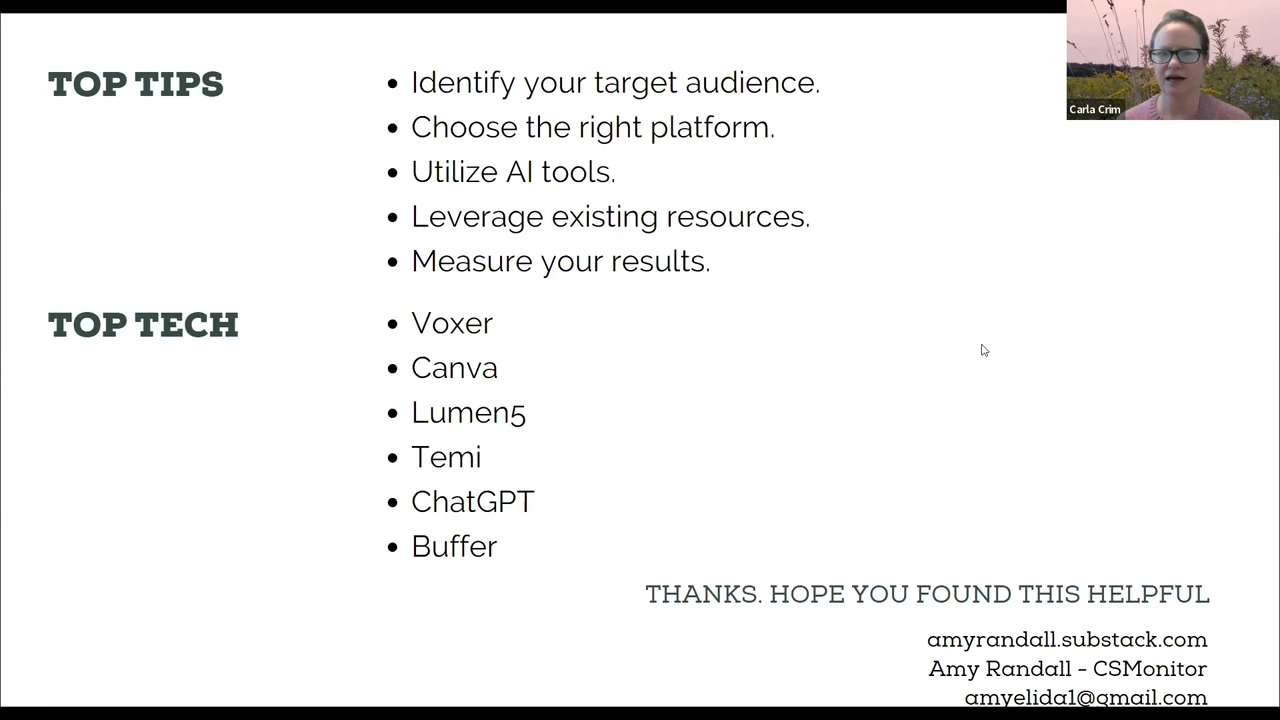 TOP TIPS
• Identify your target audience.
• Choose the right platform.
• Utilize AI tools.
• Leverage existing resources.
• Measure your results.
TOP TECH
• Voxer
• Canva
• Lumen5
• Temi
• ChatGPT
• Buffer
THANKS. HOPE YOU FOUND THIS HELPFUL
amyrandall.substack.com
Amy Randall - CSMonitor
amyelida1@gmail.com
Carla Crim